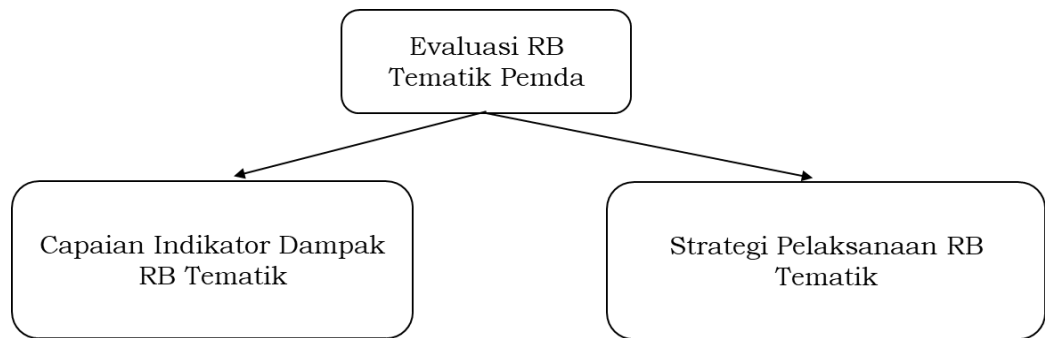 Evaluasi RB
Tematik Pemda
Capaian Indikator Dampak
RB Tematik
Strategi Pelaksanaan RB
Tematik